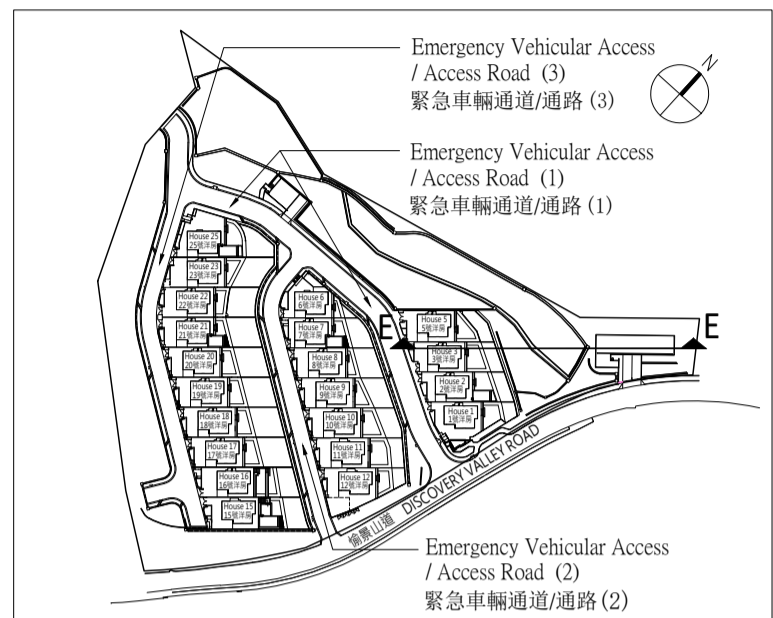 Emergency Vehicular Access
/ Access Road (3)
緊急車輛通道/通路 (3)
N
Emergency Vehicular Access
/ Access Road (1)
緊急車輛通道/通路 (1)
House 25
25號洋房
House 23
23號洋房
House 22
22號洋房
House 21
21號洋房
House 20
20號洋房
House 19
19號洋房
House 18
18號洋房
House 17
17號洋房
House 16
16號洋房
House 15
15號洋房
House 6
6號洋房
House 7
7號洋房
House 8
8號洋房
House 9
9號洋房
House 10
10號洋房
House 11
11號洋房
House 12
12號洋房
House 5
5號洋房
House 3
3號洋房
House 2
2號洋房
House 1
1號洋房
E
E
愉景山道 DISCOVERY VALLEY ROAD
Emergency Vehicular Access
/ Access Road (2)
緊急車輛通道/通路 (2)